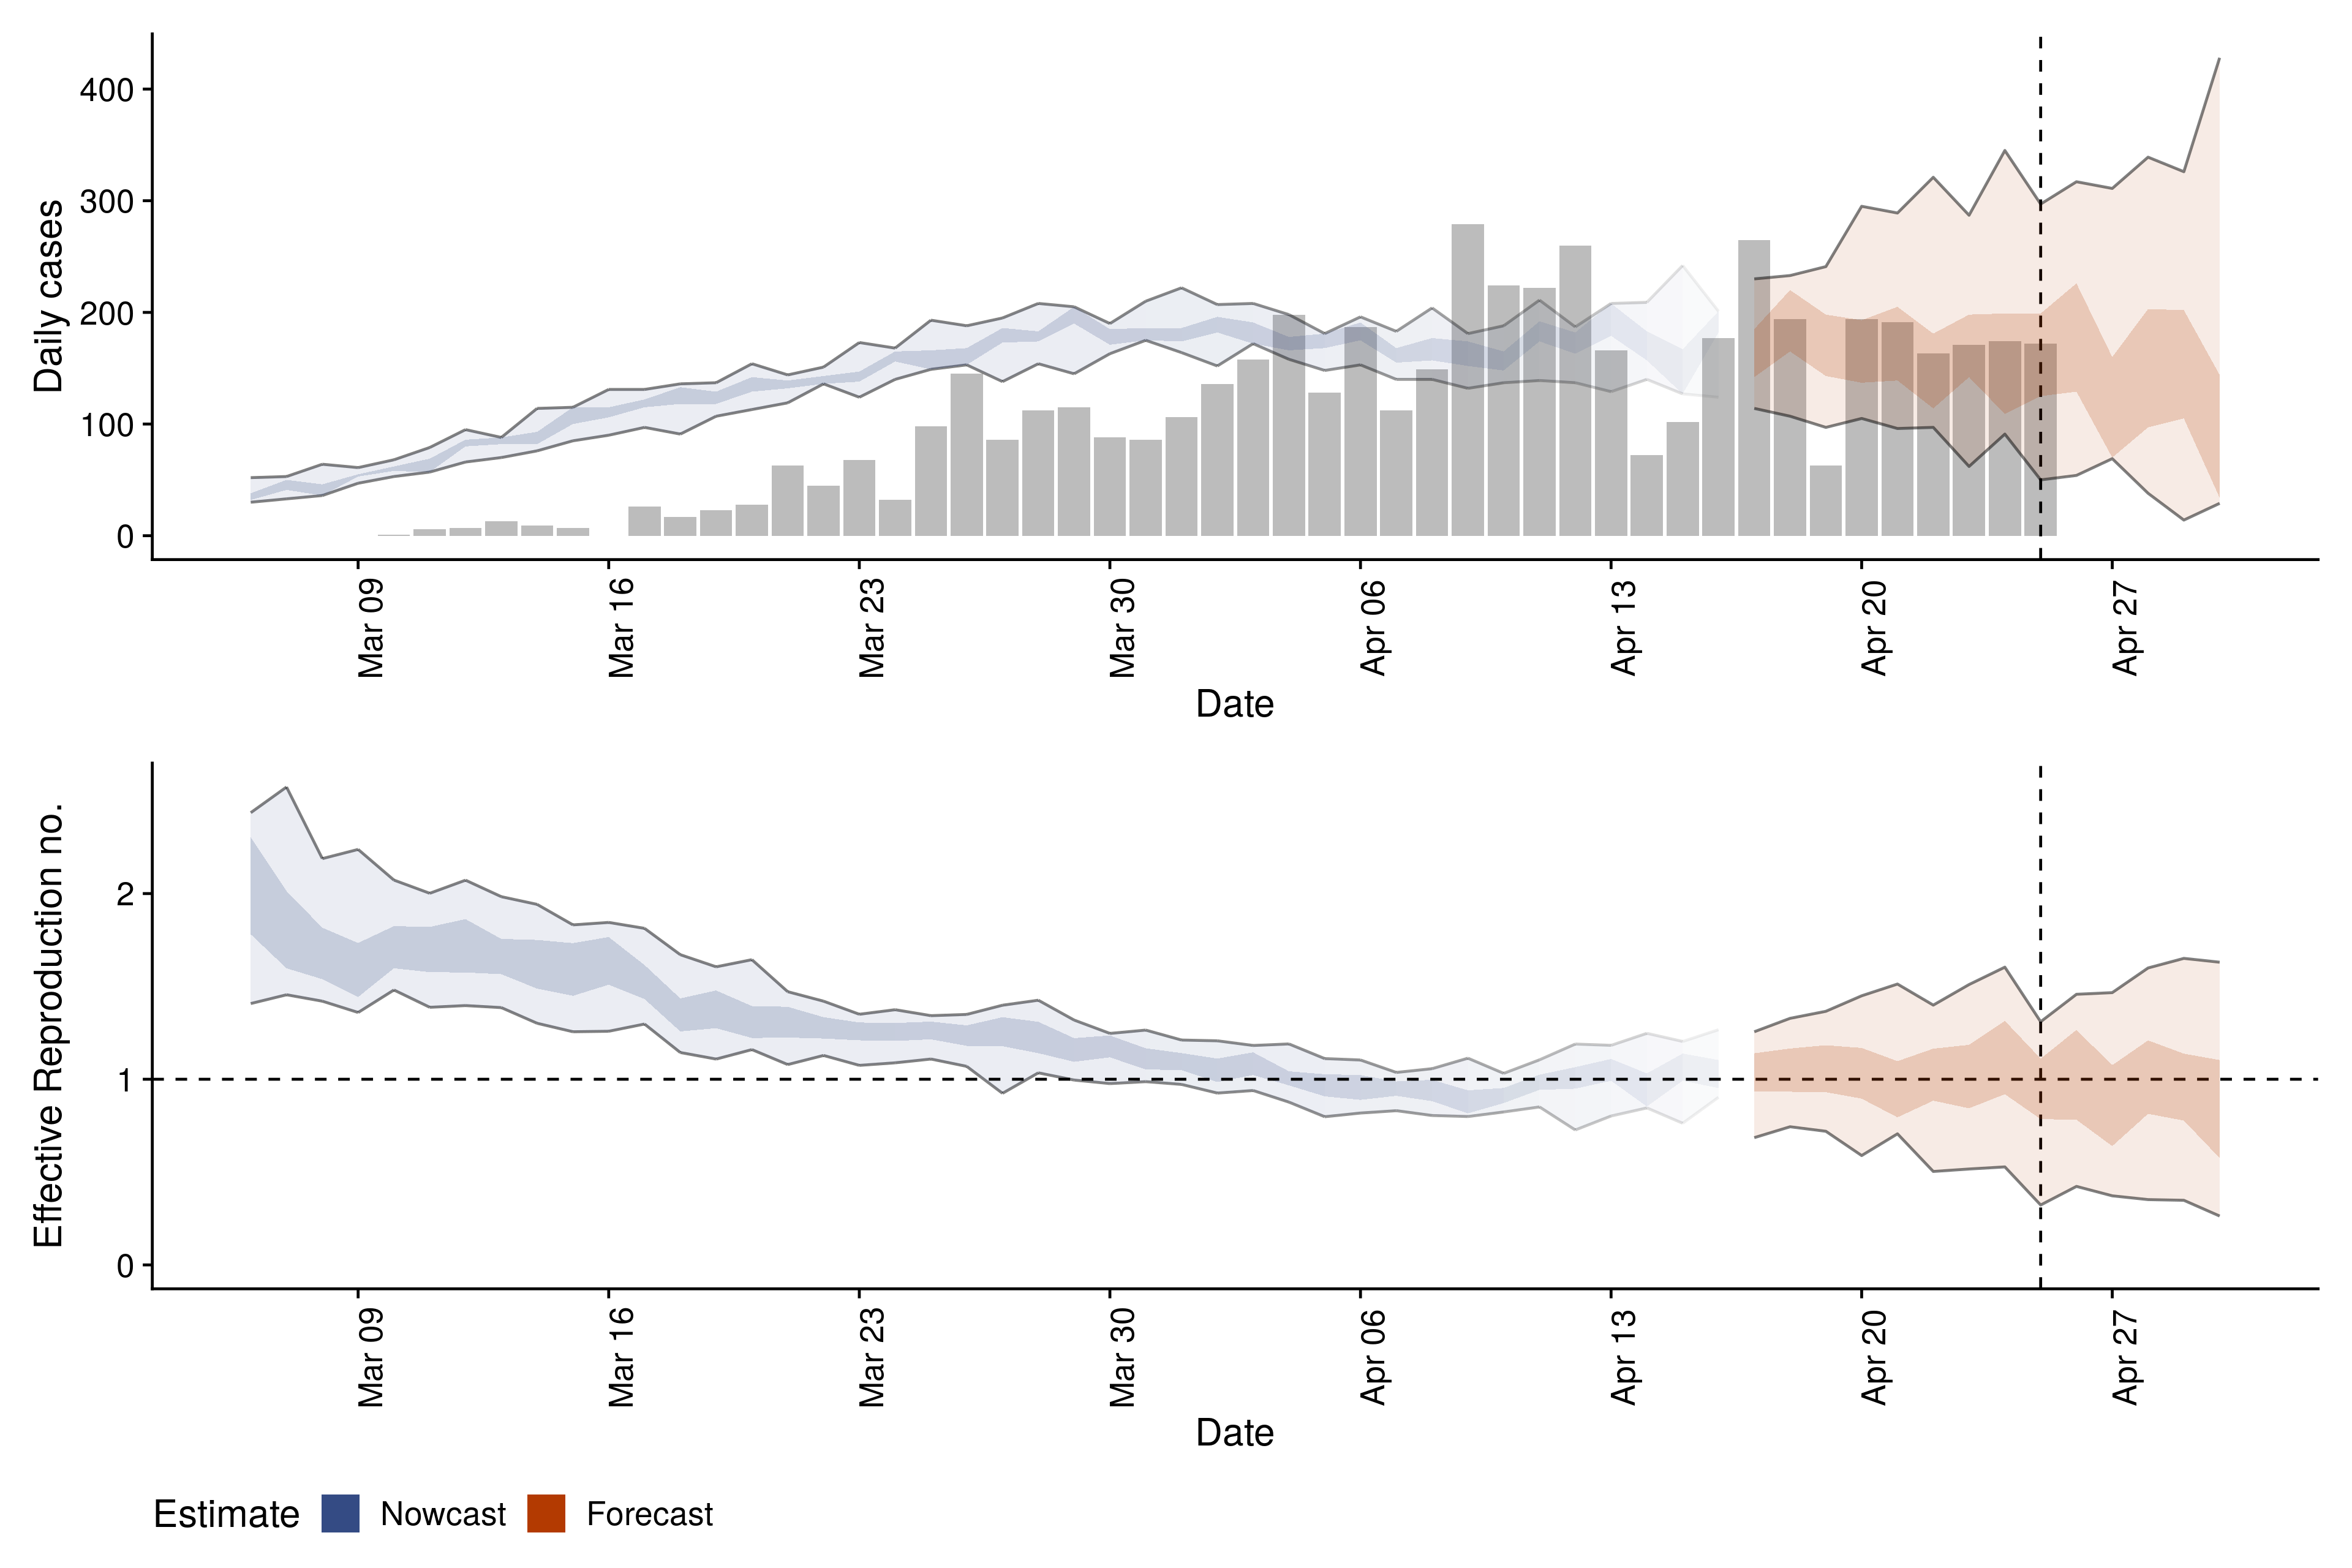 Daily cases
400
300
200
100
0
Mar 09
Mar 16
Mar 23
Mar 30
Apr 06
Apr 13
Apr 20
Apr 27
Date
Effective Reproduction no.
2
1
0
Mar 09
Mar 16
Mar 23
Mar 30
Apr 06
Apr 13
Apr 20
Apr 27
Date
Estimate Nowcast Forecast